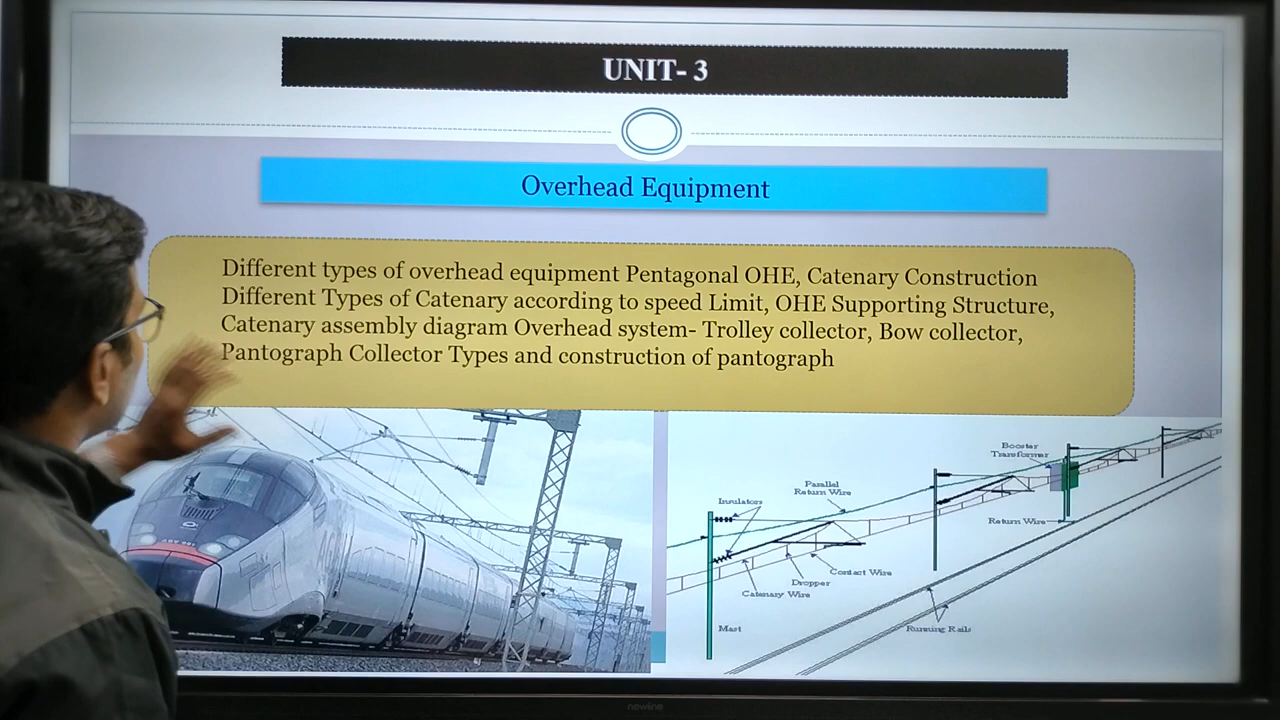 UNIT- 3
Overhead Equipment
Different types of overhead equipment Pentagonal OHE, Catenary Construction
Different Types of Catenary according to speed Limit, OHE Supporting Structure,
Catenary assembly diagram Overhead system- Trolley collector, Bow collector,
Pantograph Collector Types and construction of pantograph
Booster
Transformer
Parallel
Return Wire
Insulators
Return Wire
Contact Wire
Dropper
Catenary Wire
Mast
Running Rails
newline